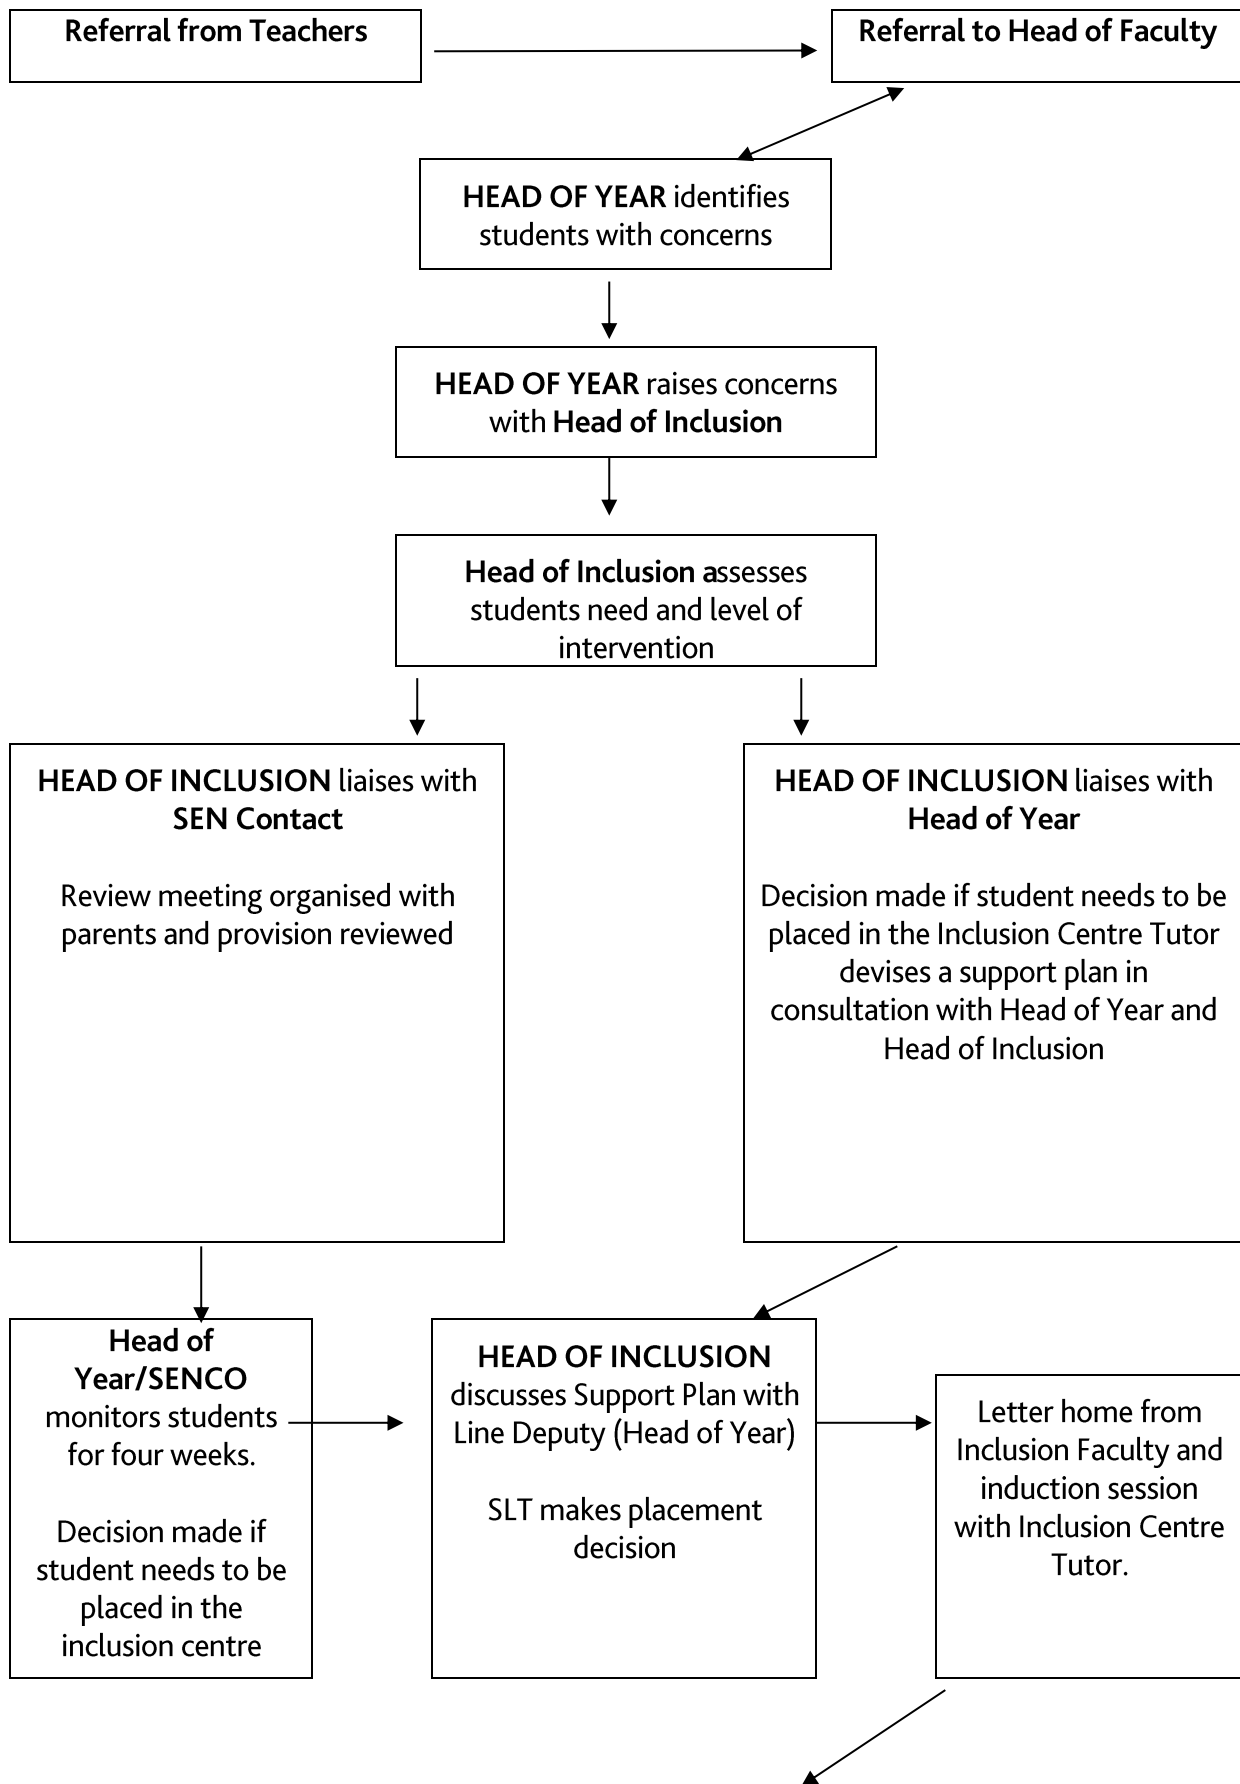 Referral from Teachers
Referral to Head of Faculty
HEAD OF YEAR identifies
students with concerns
HEAD OF YEAR raises concerns
with Head of Inclusion
Head of Inclusion assesses
students need and level of
intervention
HEAD OF INCLUSION liaises with
SEN Contact
Review meeting organised with
parents and provision reviewed
HEAD OF INCLUSION liaises with
Head of Year
Decision made if student needs to be
placed in the Inclusion Centre Tutor
devises a support plan in
consultation with Head of Year and
Head of Inclusion
Head of
Year/SENCO
monitors students
for four weeks.
Decision made if
student needs to be
placed in the
inclusion centre
HEAD OF INCLUSION
discusses Support Plan with
Line Deputy (Head of Year)
SLT makes placement
decision
Letter home from
Inclusion Faculty and
induction session
with Inclusion Centre
Tutor.